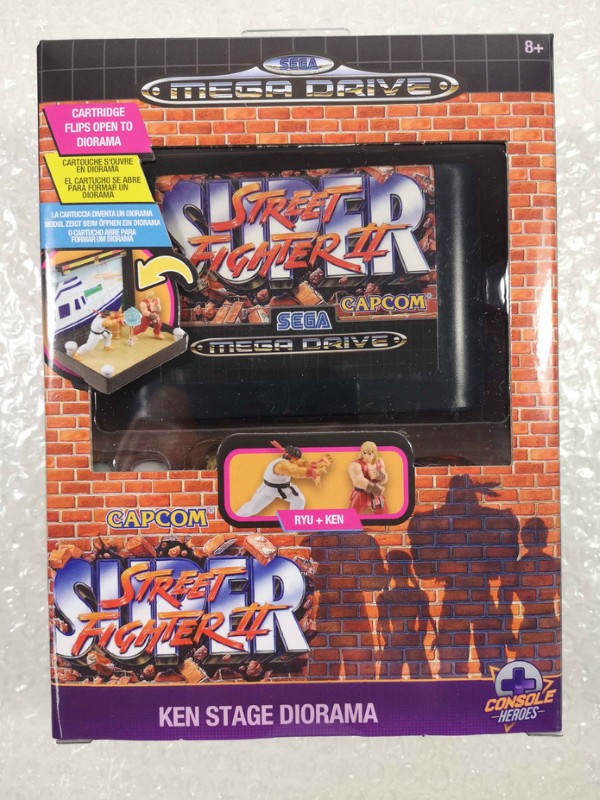 8+
SEGA
MEGA DRIVE
CARTRIDGE
FLIPS OPEN TO
DIORAMA
CARTOUCHE S'OUVRE
EN DIORAMA
EL CARTUCHO SE ABRE
PARA FORMAR UN
DIORAMA
LA CARTUCCIA DIVENTA UN DIORAMA
MODUL ZEIGT BEIM ÖFFNEN EIN DIORAMA
O CARTUCHO ABRE PARA
FORMAR UM DIORAMA
SUPER
STREET
FIGHTER II
CAPCOM
SEGA
MEGA DRIVE
RYU + KEN
CAPCOM
SUPER
STREET
FIGHTER II
KEN STAGE DIORAMA
CONSOLE
HEROES